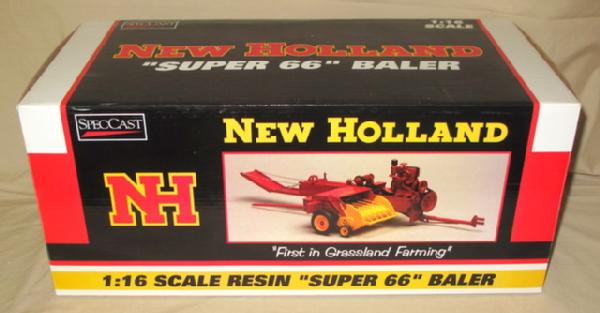 1:16
SCALE
NEW HOLLAND
"SUPER 66" BALER
SPECCAST
NEW HOLLAND
NH
"First in Grassland Farming"
1:16 SCALE RESIN "SUPER 66" BALER